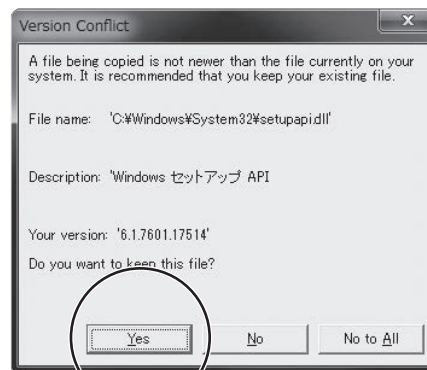 Version Conflict
A file being copied is not newer than the file currently on your
system. It is recommended that you keep your existing file.
File name: 'C:¥Windows¥System32¥setupapi.dll'
Description: 'Windows セットアップ API
Your version: '6.1.7601.17514'
Do you want to keep this file?
Yes No No to All